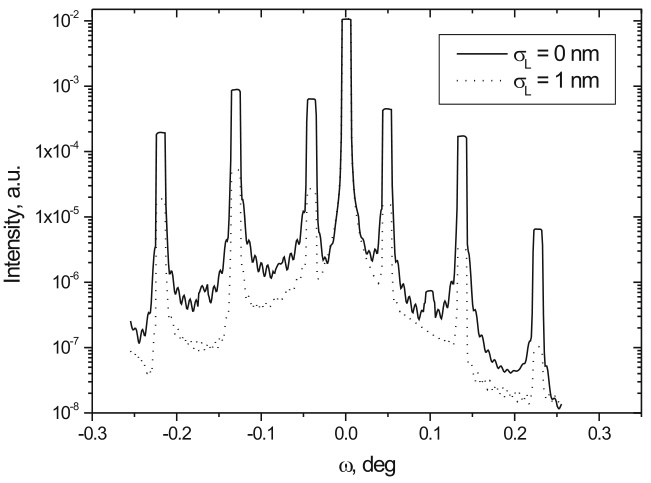 10⁻²
σL = 0 nm
σL = 1 nm
10⁻³
1x10⁻⁴
1x10⁻⁵
10⁻⁶
10⁻⁷
10⁻⁸
Intensity, a.u.
-0.3 -0.2 -0.1 0.0 0.1 0.2 0.3
ω, deg